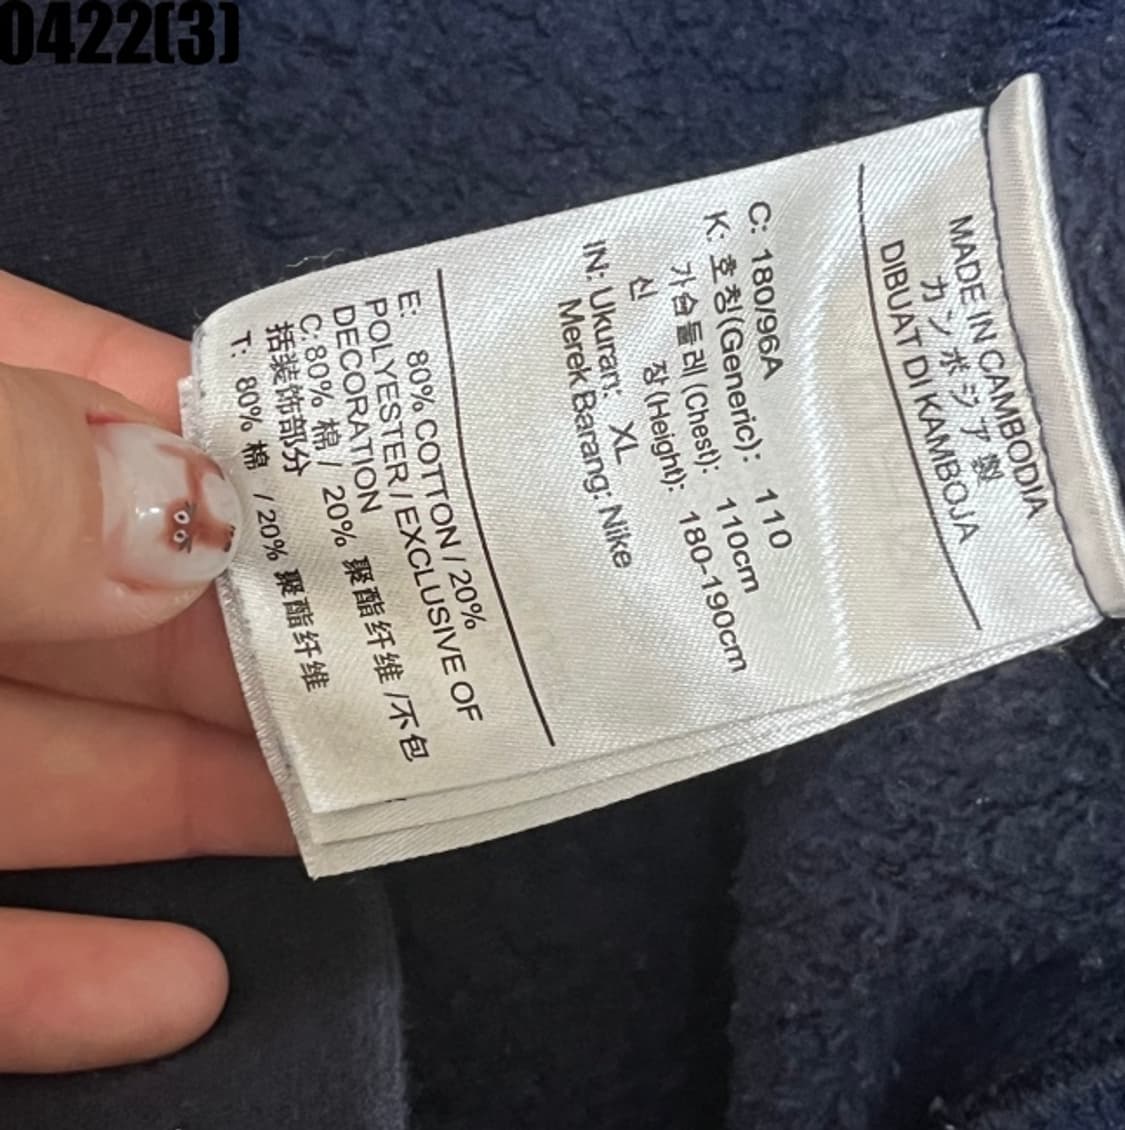 0422(3)
MADE IN CAMBODIA
カンボジア製
DIBUAT DI KAMBOJA
C: 180/96A
K: 호칭(Generic): 110
가슴둘레(Chest): 110cm
신 장(Height): 180-190cm
IN: Ukuran: XL
Merek Barang: Nike
E: 80% COTTON / 20%
POLYESTER / EXCLUSIVE OF
DECORATION
C:80% 棉 / 20% 聚酯纤维 /不包
括装饰部分
T: 80% 棉 / 20% 聚酯纤维